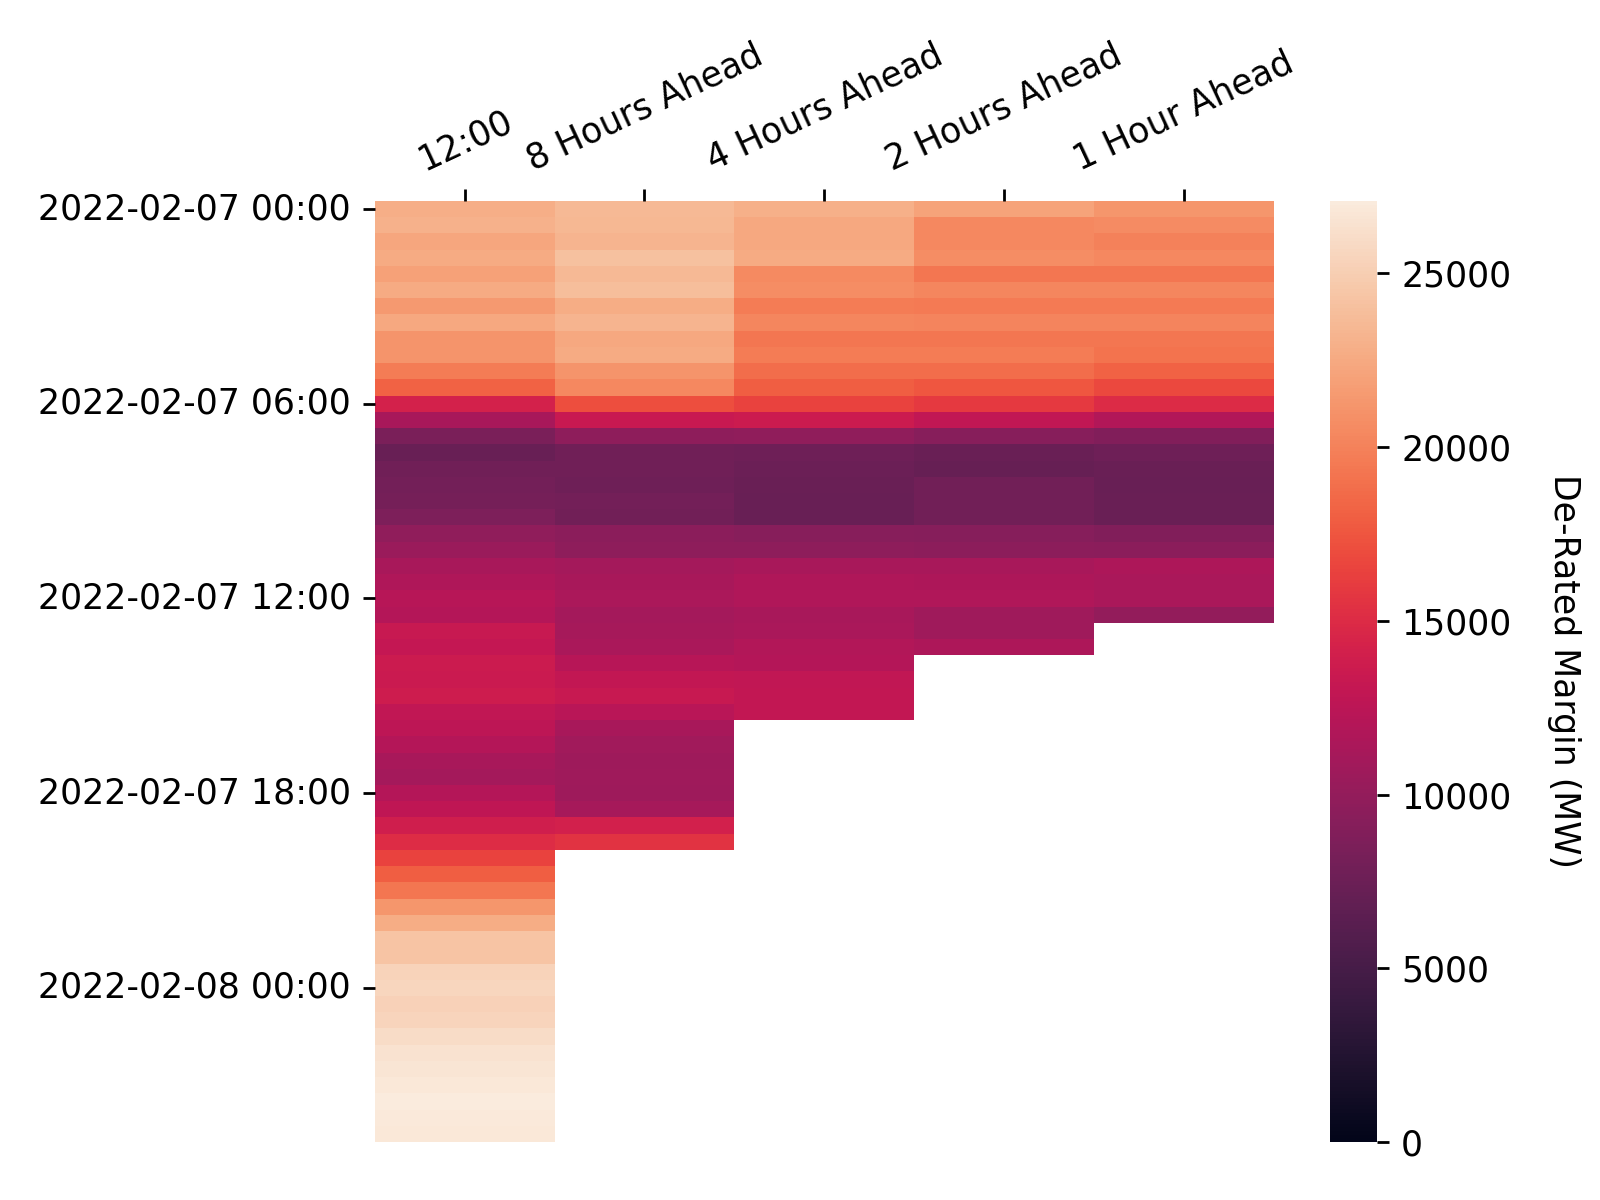 12:00
8 Hours Ahead
4 Hours Ahead
2 Hours Ahead
1 Hour Ahead
2022-02-07 00:00
2022-02-07 06:00
2022-02-07 12:00
2022-02-07 18:00
2022-02-08 00:00
25000
20000
15000
10000
5000
0
De-Rated Margin (MW)